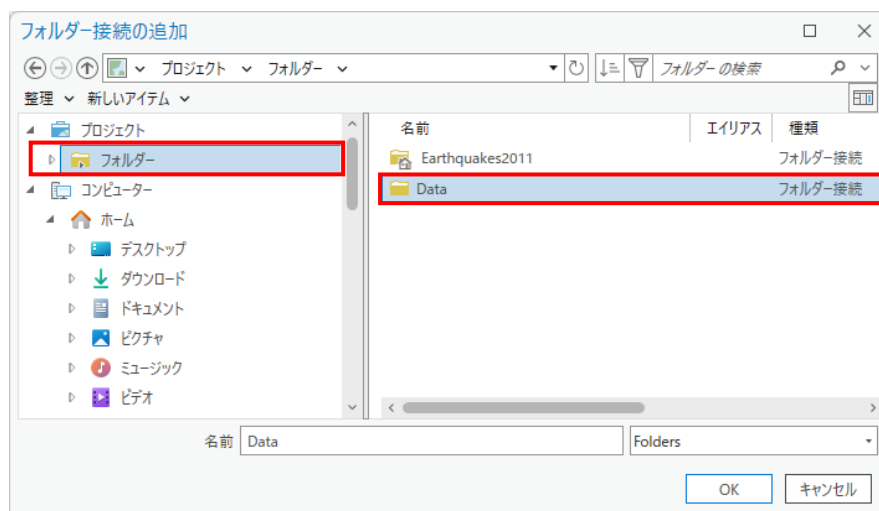 フォルダー接続の追加
プロジェクト フォルダー フォルダーの検索
整理 新しいアイテム
プロジェクト
フォルダー
コンピューター
ホーム
デスクトップ
ダウンロード
ドキュメント
ピクチャ
ミュージック
ビデオ
名前 エイリアス 種類
Earthquakes2011 フォルダー接続
Data フォルダー接続
名前 Data Folders
OK キャンセル